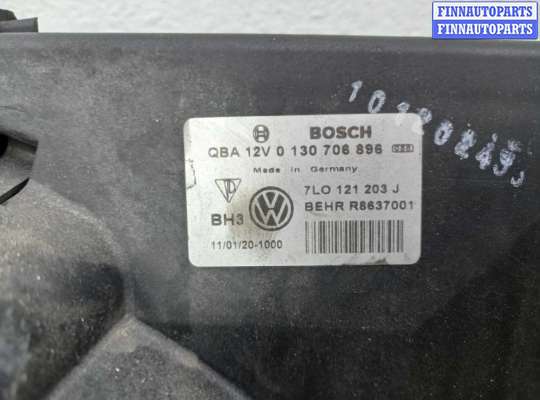 FINNAUTOPARTS
FINNAUTOPARTS
FINNAUTOPARTS
BOSCH
QBA 12V 0 130 706 896
Made in Germany
7L0 121 203 J
BH3
BEHR R8637001
11/01/20-1000